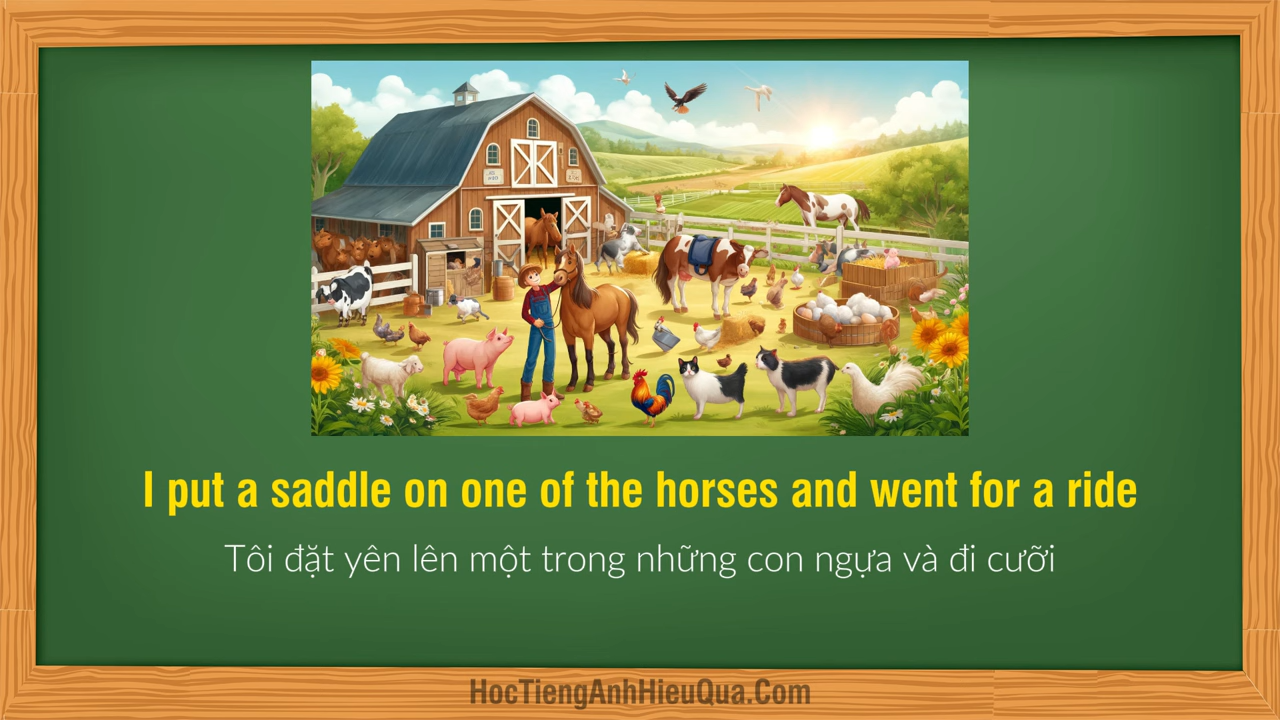 I put a saddle on one of the horses and went for a ride
Tôi đặt yên lên một trong những con ngựa và đi cưỡi
HocTiengAnhHieuQua.Com